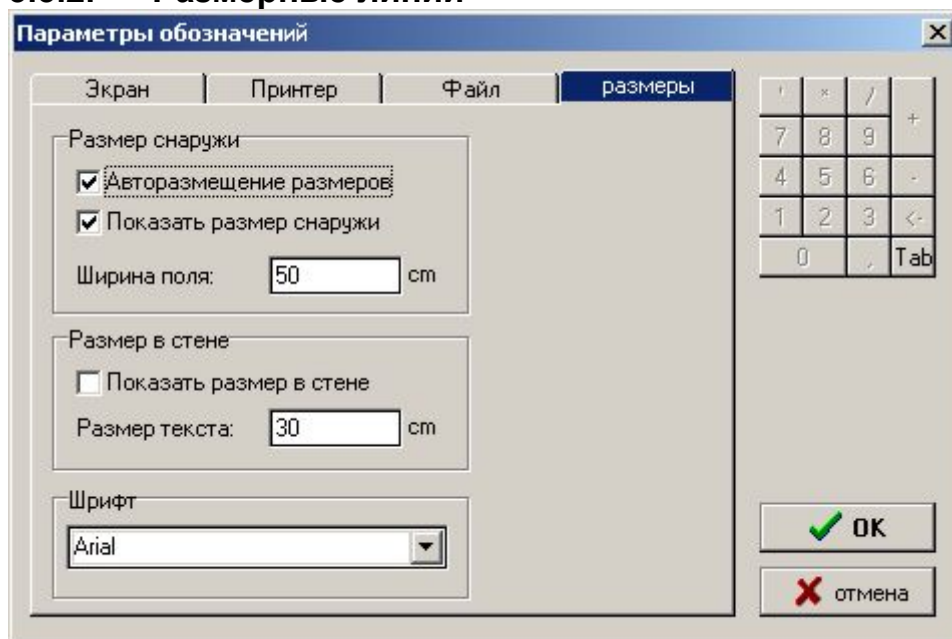 Размерные линии
Параметры обозначений
Экран Принтер Файл размеры
Размер снаружи
Авторазмещение размеров
Показать размер снаружи
Ширина поля: 50 cm
Размер в стене
Показать размер в стене
Размер текста: 30 cm
Шрифт
Arial
' * / +
7 8 9
4 5 6 -
1 2 3 <-
0 , Tab
OK
отмена